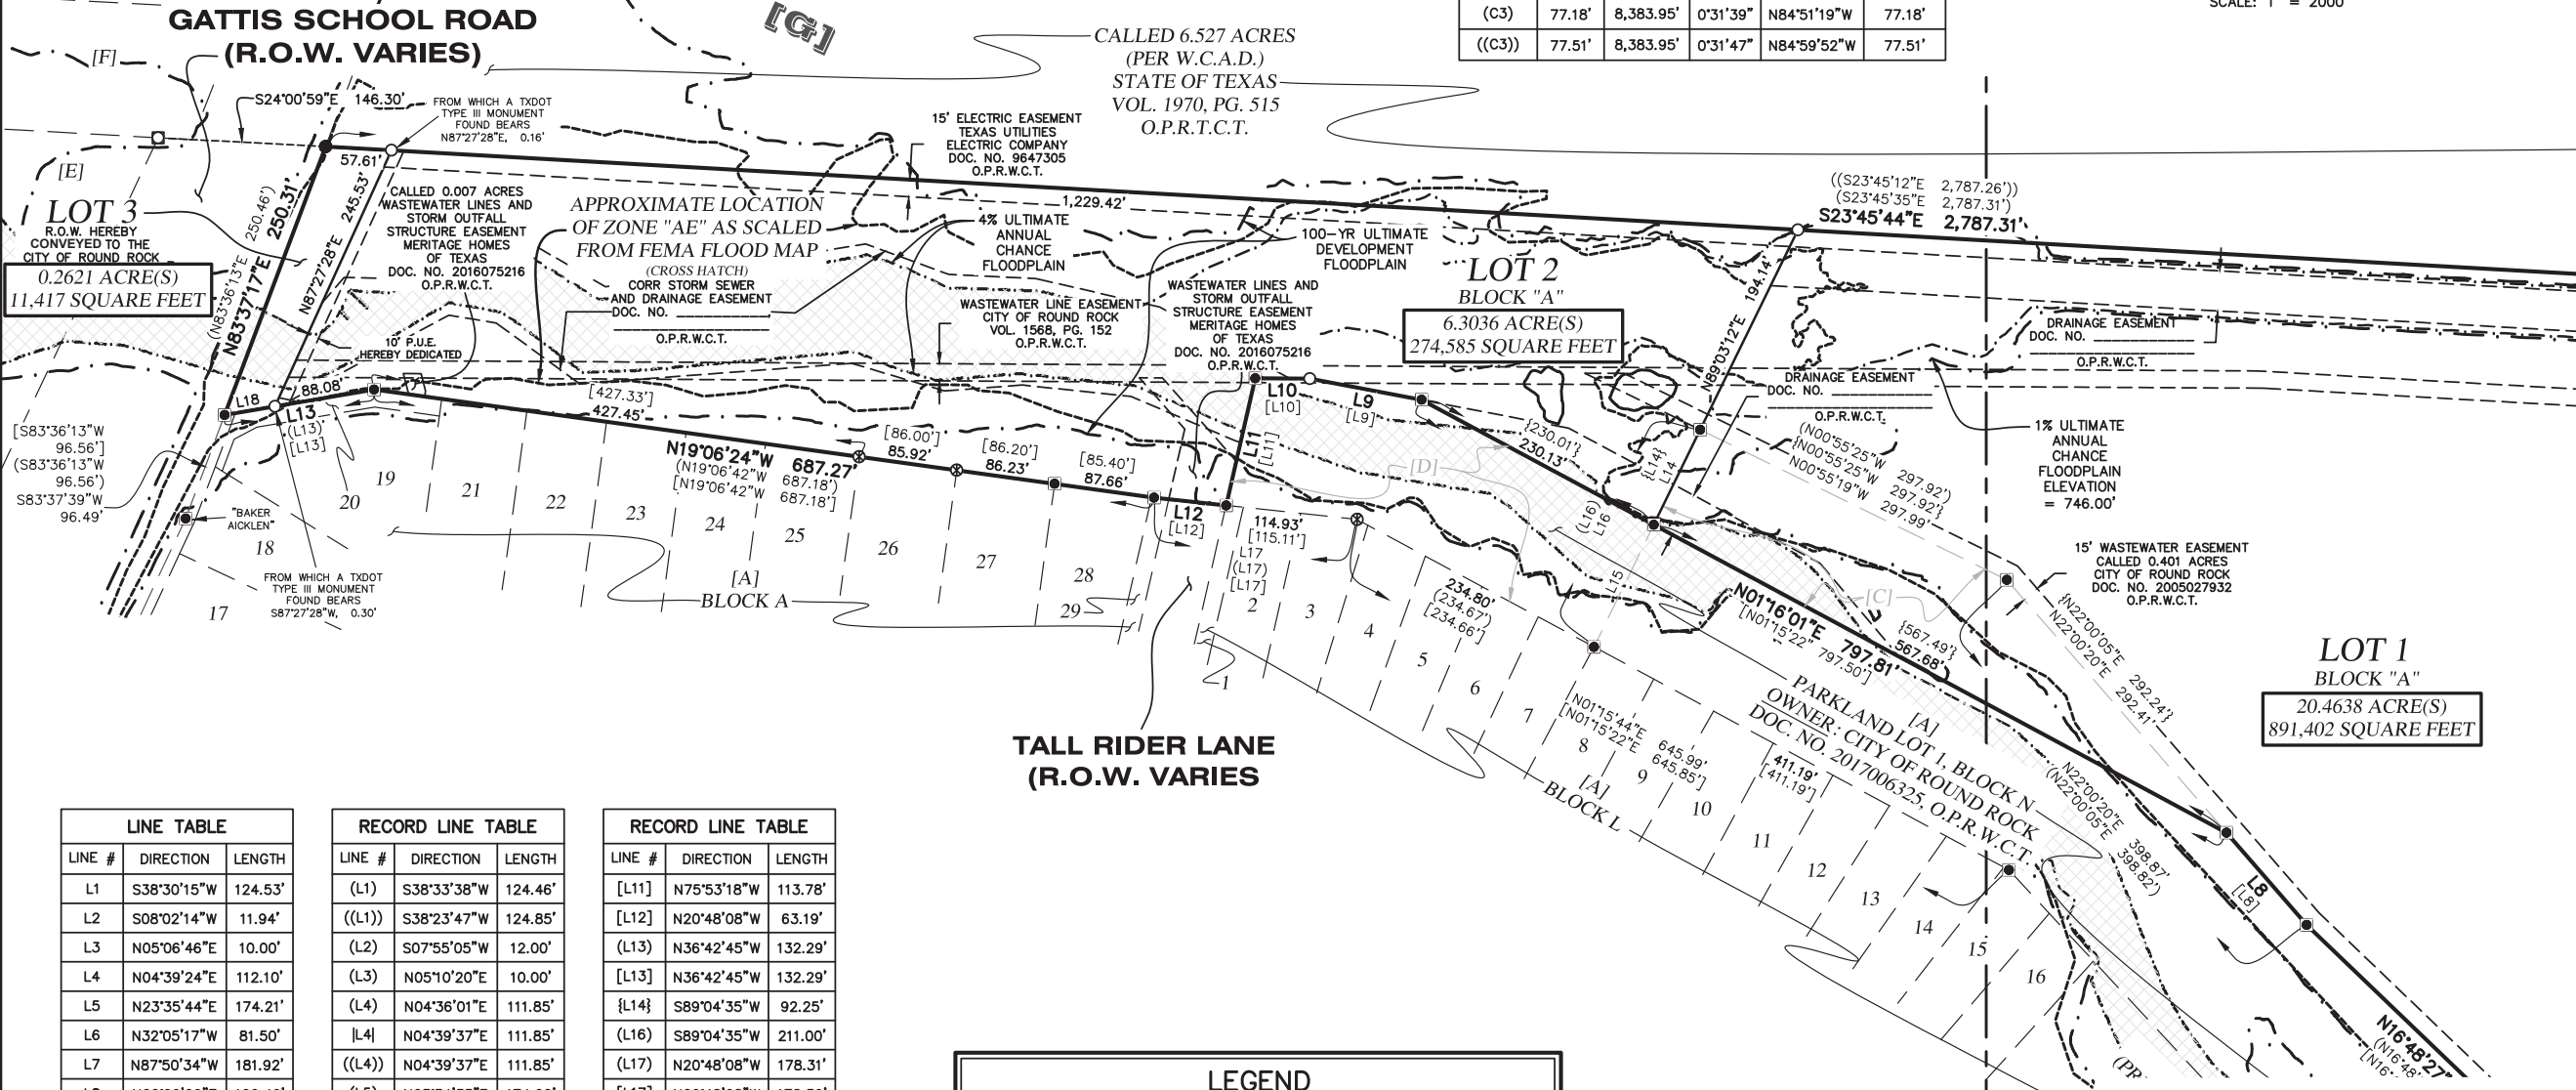 GATTIS SCHOOL ROAD
(R.O.W. VARIES)
[F]
[G]
CALLED 6.527 ACRES
(PER W.C.A.D.)
STATE OF TEXAS
VOL. 1970, PG. 515
O.P.R.T.C.T.
(C3) 77.18' 8,383.95' 0°31'39" N84°51'19"W 77.18'
((C3)) 77.51' 8,383.95' 0°31'47" N84°59'52"W 77.51'
SCALE: 1" = 2000'
S24°00'59"E 146.30'
FROM WHICH A TXDOT
TYPE III MONUMENT
FOUND BEARS
N87°27'28"E, 0.16'
15' ELECTRIC EASEMENT
TEXAS UTILITIES
ELECTRIC COMPANY
DOC. NO. 9647305
O.P.R.W.C.T.
[E]
57.61'
LOT 3
R.O.W. HEREBY
CONVEYED TO THE
CITY OF ROUND ROCK
0.2621 ACRE(S)
11,417 SQUARE FEET
(N83°36'13"E 250.46')
N83°37'17"E 250.31'
N87°27'28"E 245.53'
CALLED 0.007 ACRES
WASTEWATER LINES AND
STORM OUTFALL
STRUCTURE EASEMENT
MERITAGE HOMES
OF TEXAS
DOC. NO. 2016075216
O.P.R.W.C.T.
APPROXIMATE LOCATION
OF ZONE "AE" AS SCALED
FROM FEMA FLOOD MAP
(CROSS HATCH)
CORR STORM SEWER
AND DRAINAGE EASEMENT
DOC. NO. ____________,
____________
O.P.R.W.C.T.
10' P.U.E.
HEREBY DEDICATED
4% ULTIMATE
ANNUAL
CHANCE
FLOODPLAIN
1,229.42'
WASTEWATER LINE EASEMENT
CITY OF ROUND ROCK
VOL. 1568, PG. 152
O.P.R.W.C.T.
100-YR ULTIMATE
DEVELOPMENT
FLOODPLAIN
WASTEWATER LINES AND
STORM OUTFALL
STRUCTURE EASEMENT
MERITAGE HOMES
OF TEXAS
DOC. NO. 2016075216
O.P.R.W.C.T.
LOT 2
BLOCK "A"
6.3036 ACRE(S)
274,585 SQUARE FEET
((S23°45'12"E 2,787.26'))
(S23°45'35"E 2,787.31')
S23°45'44"E 2,787.31'
194.14'
N89°03'12"E
DRAINAGE EASEMENT
DOC. NO. ____________
____________
O.P.R.W.C.T.
DRAINAGE EASEMENT
DOC. NO. ____________
____________
O.P.R.W.C.T.
1% ULTIMATE
ANNUAL
CHANCE
FLOODPLAIN
ELEVATION
= 746.00'
(N00°55'25"W 297.92')
{N00°55'25"W 297.92'}
N00°55'19"W 297.99'
15' WASTEWATER EASEMENT
CALLED 0.401 ACRES
CITY OF ROUND ROCK
DOC. NO. 2005027932
O.P.R.W.C.T.
L18
88.08'
L13
(L13)
[L13]
[S83°36'13"W
96.56']
(S83°36'13"W
96.56')
S83°37'39"W
96.49'
"BAKER
AICKLEN"
FROM WHICH A TXDOT
TYPE III MONUMENT
FOUND BEARS
S87°27'28"W, 0.30'
[427.33']
427.45'
N19°06'24"W 687.27'
(N19°06'42"W 687.18')
[N19°06'42"W 687.18']
[86.00']
85.92'
[86.20']
86.23'
[85.40']
87.66'
L12
[L12]
L11
[L11]
L10
[L10]
L9
[L9]
{230.01'}
230.13'
[D]
{L14}
L14
(L16)
L16
L15
114.93'
[115.11']
L17
(L17)
[L17]
234.80'
(234.67')
[234.66']
17
18
19
20
21
22
23
24
25
26
27
28
29
[A]
BLOCK A
1
2
3
4
5
6
7
8
9
10
11
12
13
14
15
16
TALL RIDER LANE
(R.O.W. VARIES
N01°15'44"E 645.99'
[N01°15'22"E 645.85']
411.19'
[411.19']
[A]
BLOCK L
N01°16'01"E 797.81'
[N01°15'22" 797.50']
[C]
{567.49'}
567.68'
{N22°00'05"E 292.24'}
N22°00'20"E 292.41'
[A]
PARKLAND LOT 1, BLOCK N
OWNER: CITY OF ROUND ROCK
DOC. NO. 2017006325, O.P.R.W.C.T.
N22°00'20"E 398.87'
(N22°00'05"E 398.82')
LOT 1
BLOCK "A"
20.4638 ACRE(S)
891,402 SQUARE FEET
L8
[L8]
N16°48'27"
(N16°48'
[N16°
(PR
LINE TABLE
LINE # DIRECTION LENGTH
L1 S38°30'15"W 124.53'
L2 S08°02'14"W 11.94'
L3 N05°06'46"E 10.00'
L4 N04°39'24"E 112.10'
L5 N23°35'44"E 174.21'
L6 N32°05'17"W 81.50'
L7 N87°50'34"W 181.92'
RECORD LINE TABLE
LINE # DIRECTION LENGTH
(L1) S38°33'38"W 124.46'
((L1)) S38°23'47"W 124.85'
(L2) S07°55'05"W 12.00'
(L3) N05°10'20"E 10.00'
(L4) N04°36'01"E 111.85'
|L4| N04°39'37"E 111.85'
((L4)) N04°39'37"E 111.85'
RECORD LINE TABLE
LINE # DIRECTION LENGTH
[L11] N75°53'18"W 113.78'
[L12] N20°48'08"W 63.19'
(L13) N36°42'45"W 132.29'
[L13] N36°42'45"W 132.29'
{L14} S89°04'35"W 92.25'
(L16) S89°04'35"W 211.00'
(L17) N20°48'08"W 178.31'
LEGEND